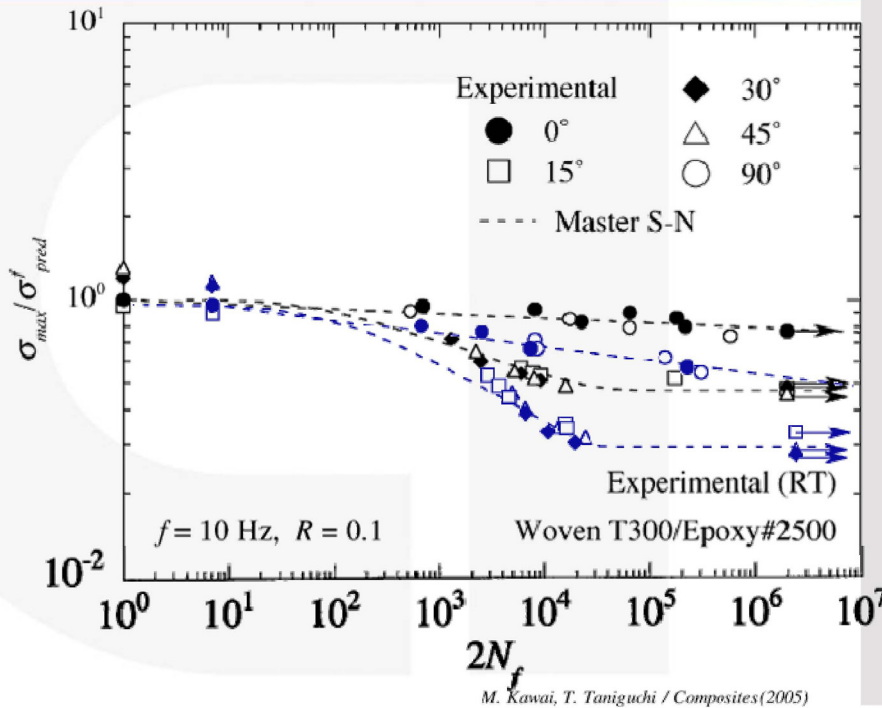 10¹
Experimental
0°
15°
30°
45°
90°
Master S-N
σmax/σᶠpred
10⁰
Experimental (RT)
f = 10 Hz, R = 0.1
Woven T300/Epoxy#2500
10⁻²
10⁰ 10¹ 10² 10³ 10⁴ 10⁵ 10⁶ 10⁷
2Nf
M. Kawai, T. Taniguchi / Composites(2005)